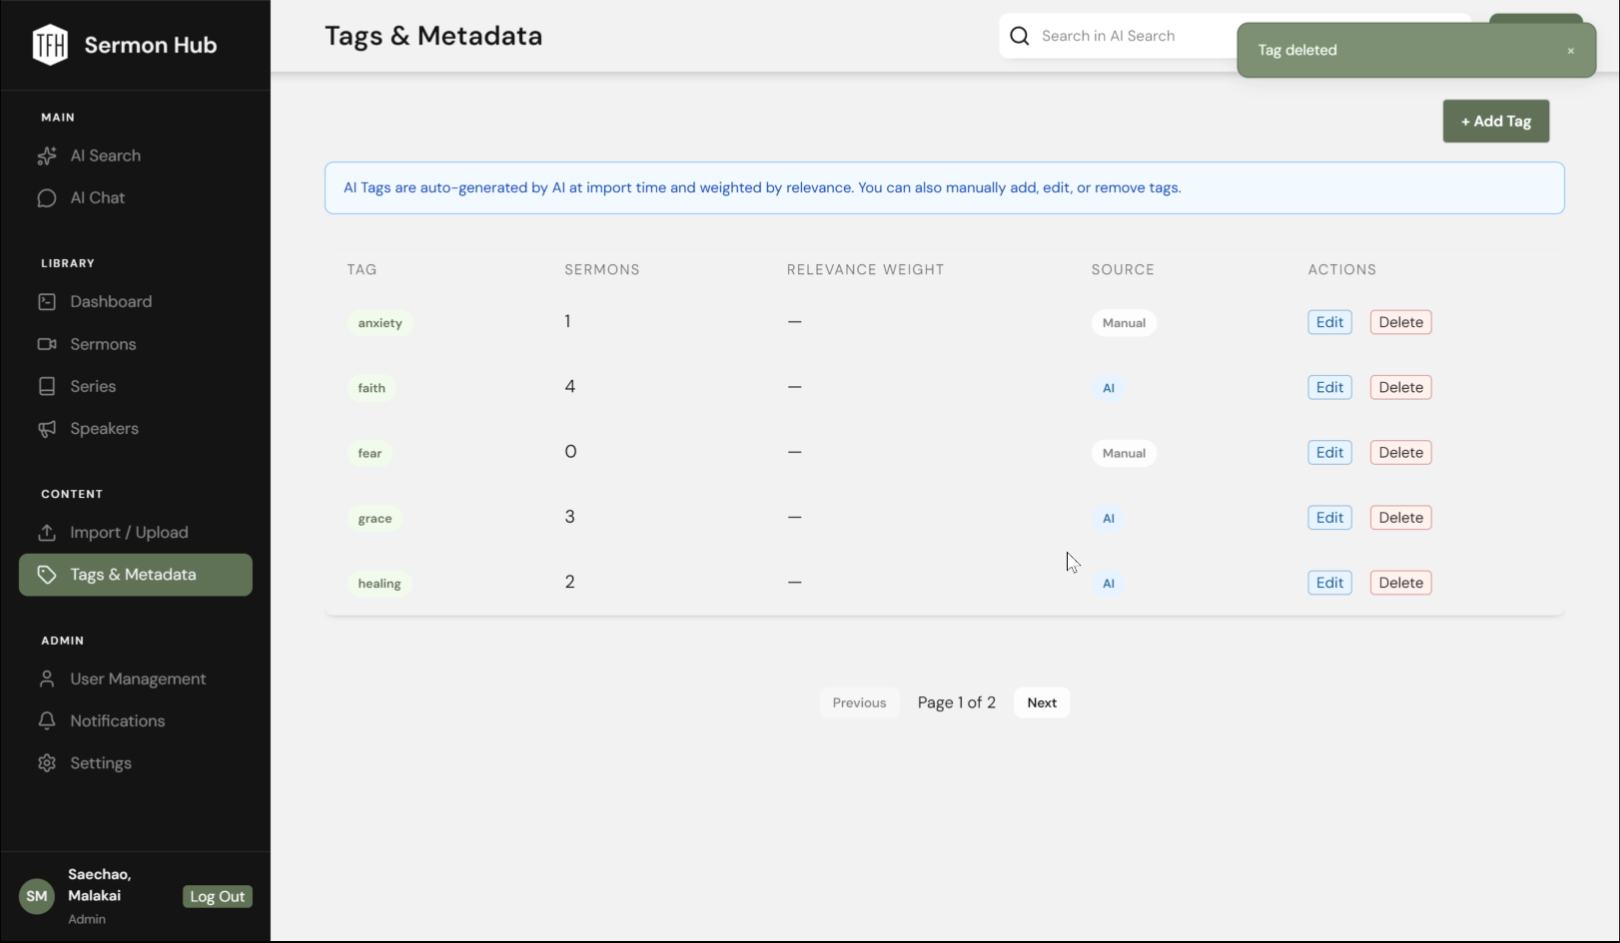 TFH Sermon Hub
MAIN
AI Search
AI Chat
LIBRARY
Dashboard
Sermons
Series
Speakers
CONTENT
Import / Upload
Tags & Metadata
ADMIN
User Management
Notifications
Settings
SM
Saechao,
Malakai
Admin
Log Out
Tags & Metadata
Search in AI Search
Tag deleted ×
+ Add Tag
AI Tags are auto-generated by AI at import time and weighted by relevance. You can also manually add, edit, or remove tags.
TAG SERMONS RELEVANCE WEIGHT SOURCE ACTIONS
anxiety 1 — Manual Edit Delete
faith 4 — AI Edit Delete
fear 0 — Manual Edit Delete
grace 3 — AI Edit Delete
healing 2 — AI Edit Delete
Previous Page 1 of 2 Next